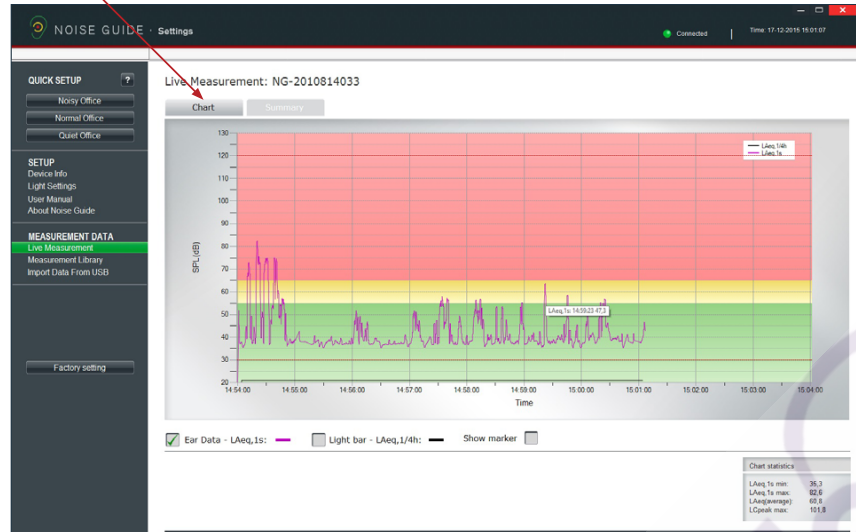 NOISE GUIDE · Settings
Connected
Time: 17-12-2015 15:01:07
QUICK SETUP
?
Noisy Office
Normal Office
Quiet Office
SETUP
Device Info
Light Settings
User Manual
About Noise Guide
MEASUREMENT DATA
Live Measurement
Measurement Library
Import Data From USB
Factory setting
Live Measurement: NG-2010814033
Chart
Summary
LAeq,1/4h
LAeq,1s
SPL(dB)
130
120
110
100
90
80
70
60
50
40
30
20
LAeq,1s: 14:59:23 47,3
14:54:00 14:55:00 14:56:00 14:57:00 14:58:00 14:59:00 15:00:00 15:01:00 15:02:00 15:03:00 15:04:00
Time
Ear Data - LAeq,1s:
Light bar - LAeq,1/4h:
Show marker
Chart statistics
LAeq,1s min: 35,3
LAeq,1s max: 82,6
LAeq(average): 60,8
LCpeak max: 101,8